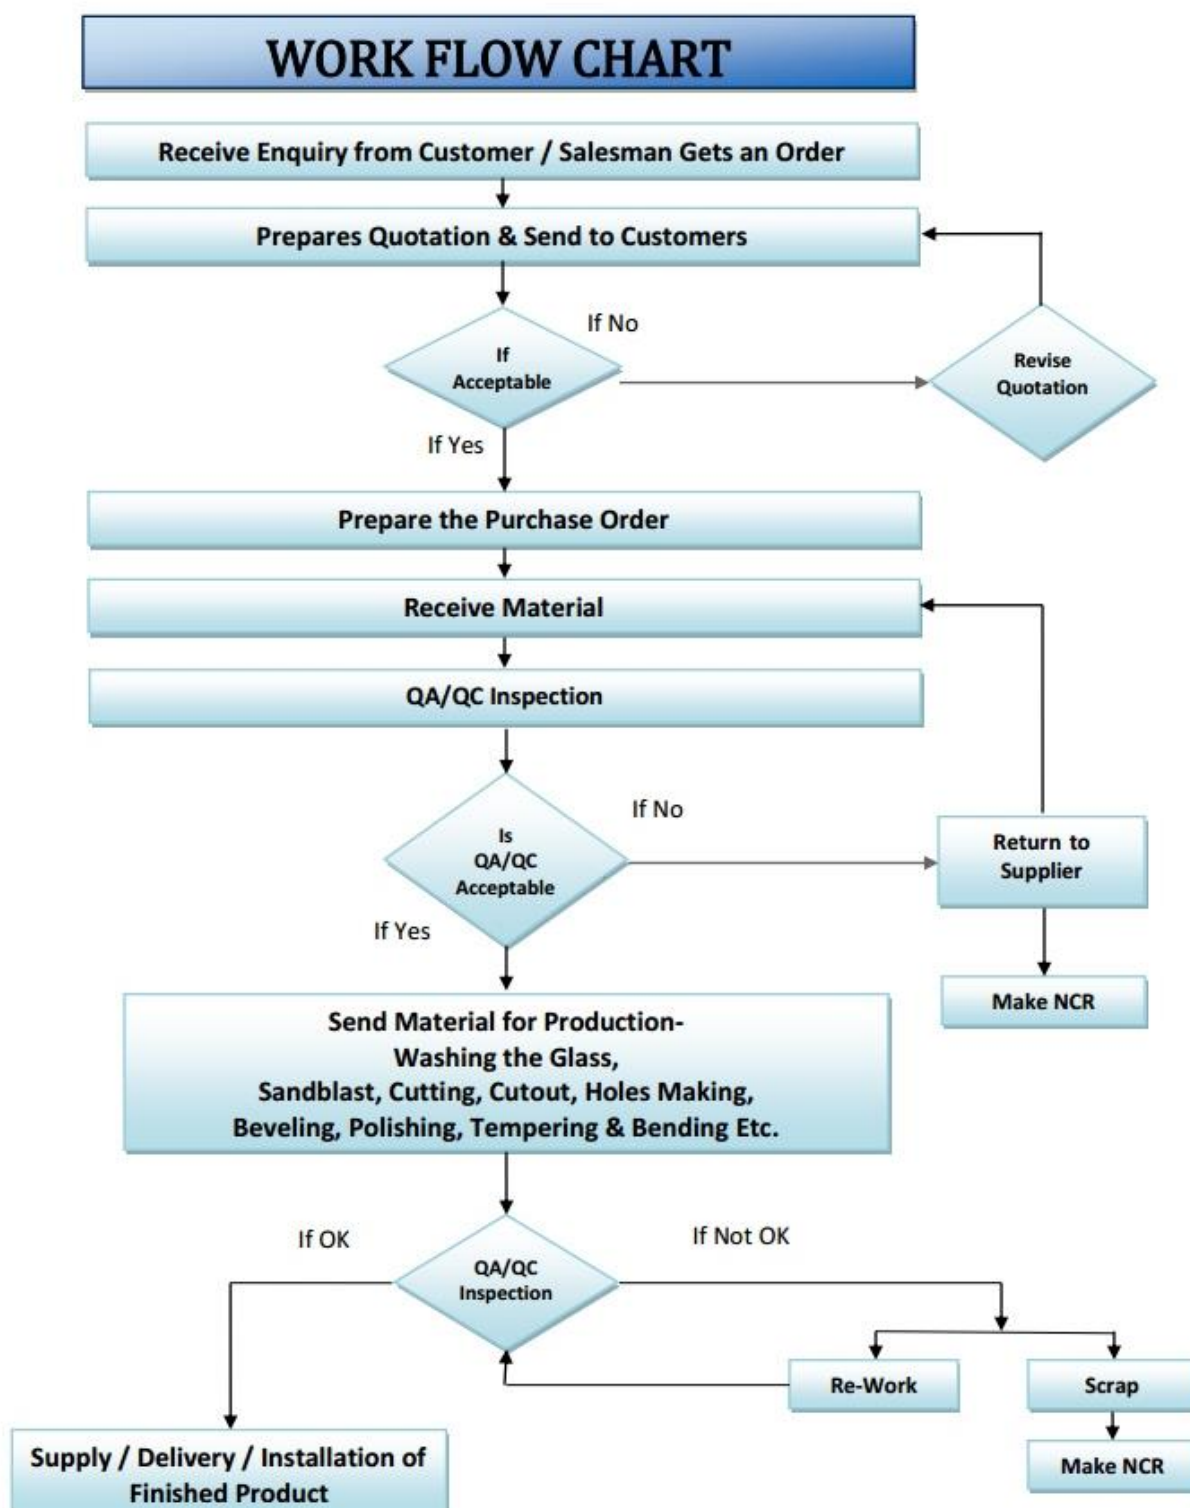 WORK FLOW CHART
Receive Enquiry from Customer / Salesman Gets an Order
Prepares Quotation & Send to Customers
If No
If
Acceptable
Revise
Quotation
If Yes
Prepare the Purchase Order
Receive Material
QA/QC Inspection
If No
Is
QA/QC
Acceptable
Return to
Supplier
If Yes
Make NCR
Send Material for Production-
Washing the Glass,
Sandblast, Cutting, Cutout, Holes Making,
Beveling, Polishing, Tempering & Bending Etc.
If OK
If Not OK
QA/QC
Inspection
Re-Work
Scrap
Supply / Delivery / Installation of
Finished Product
Make NCR